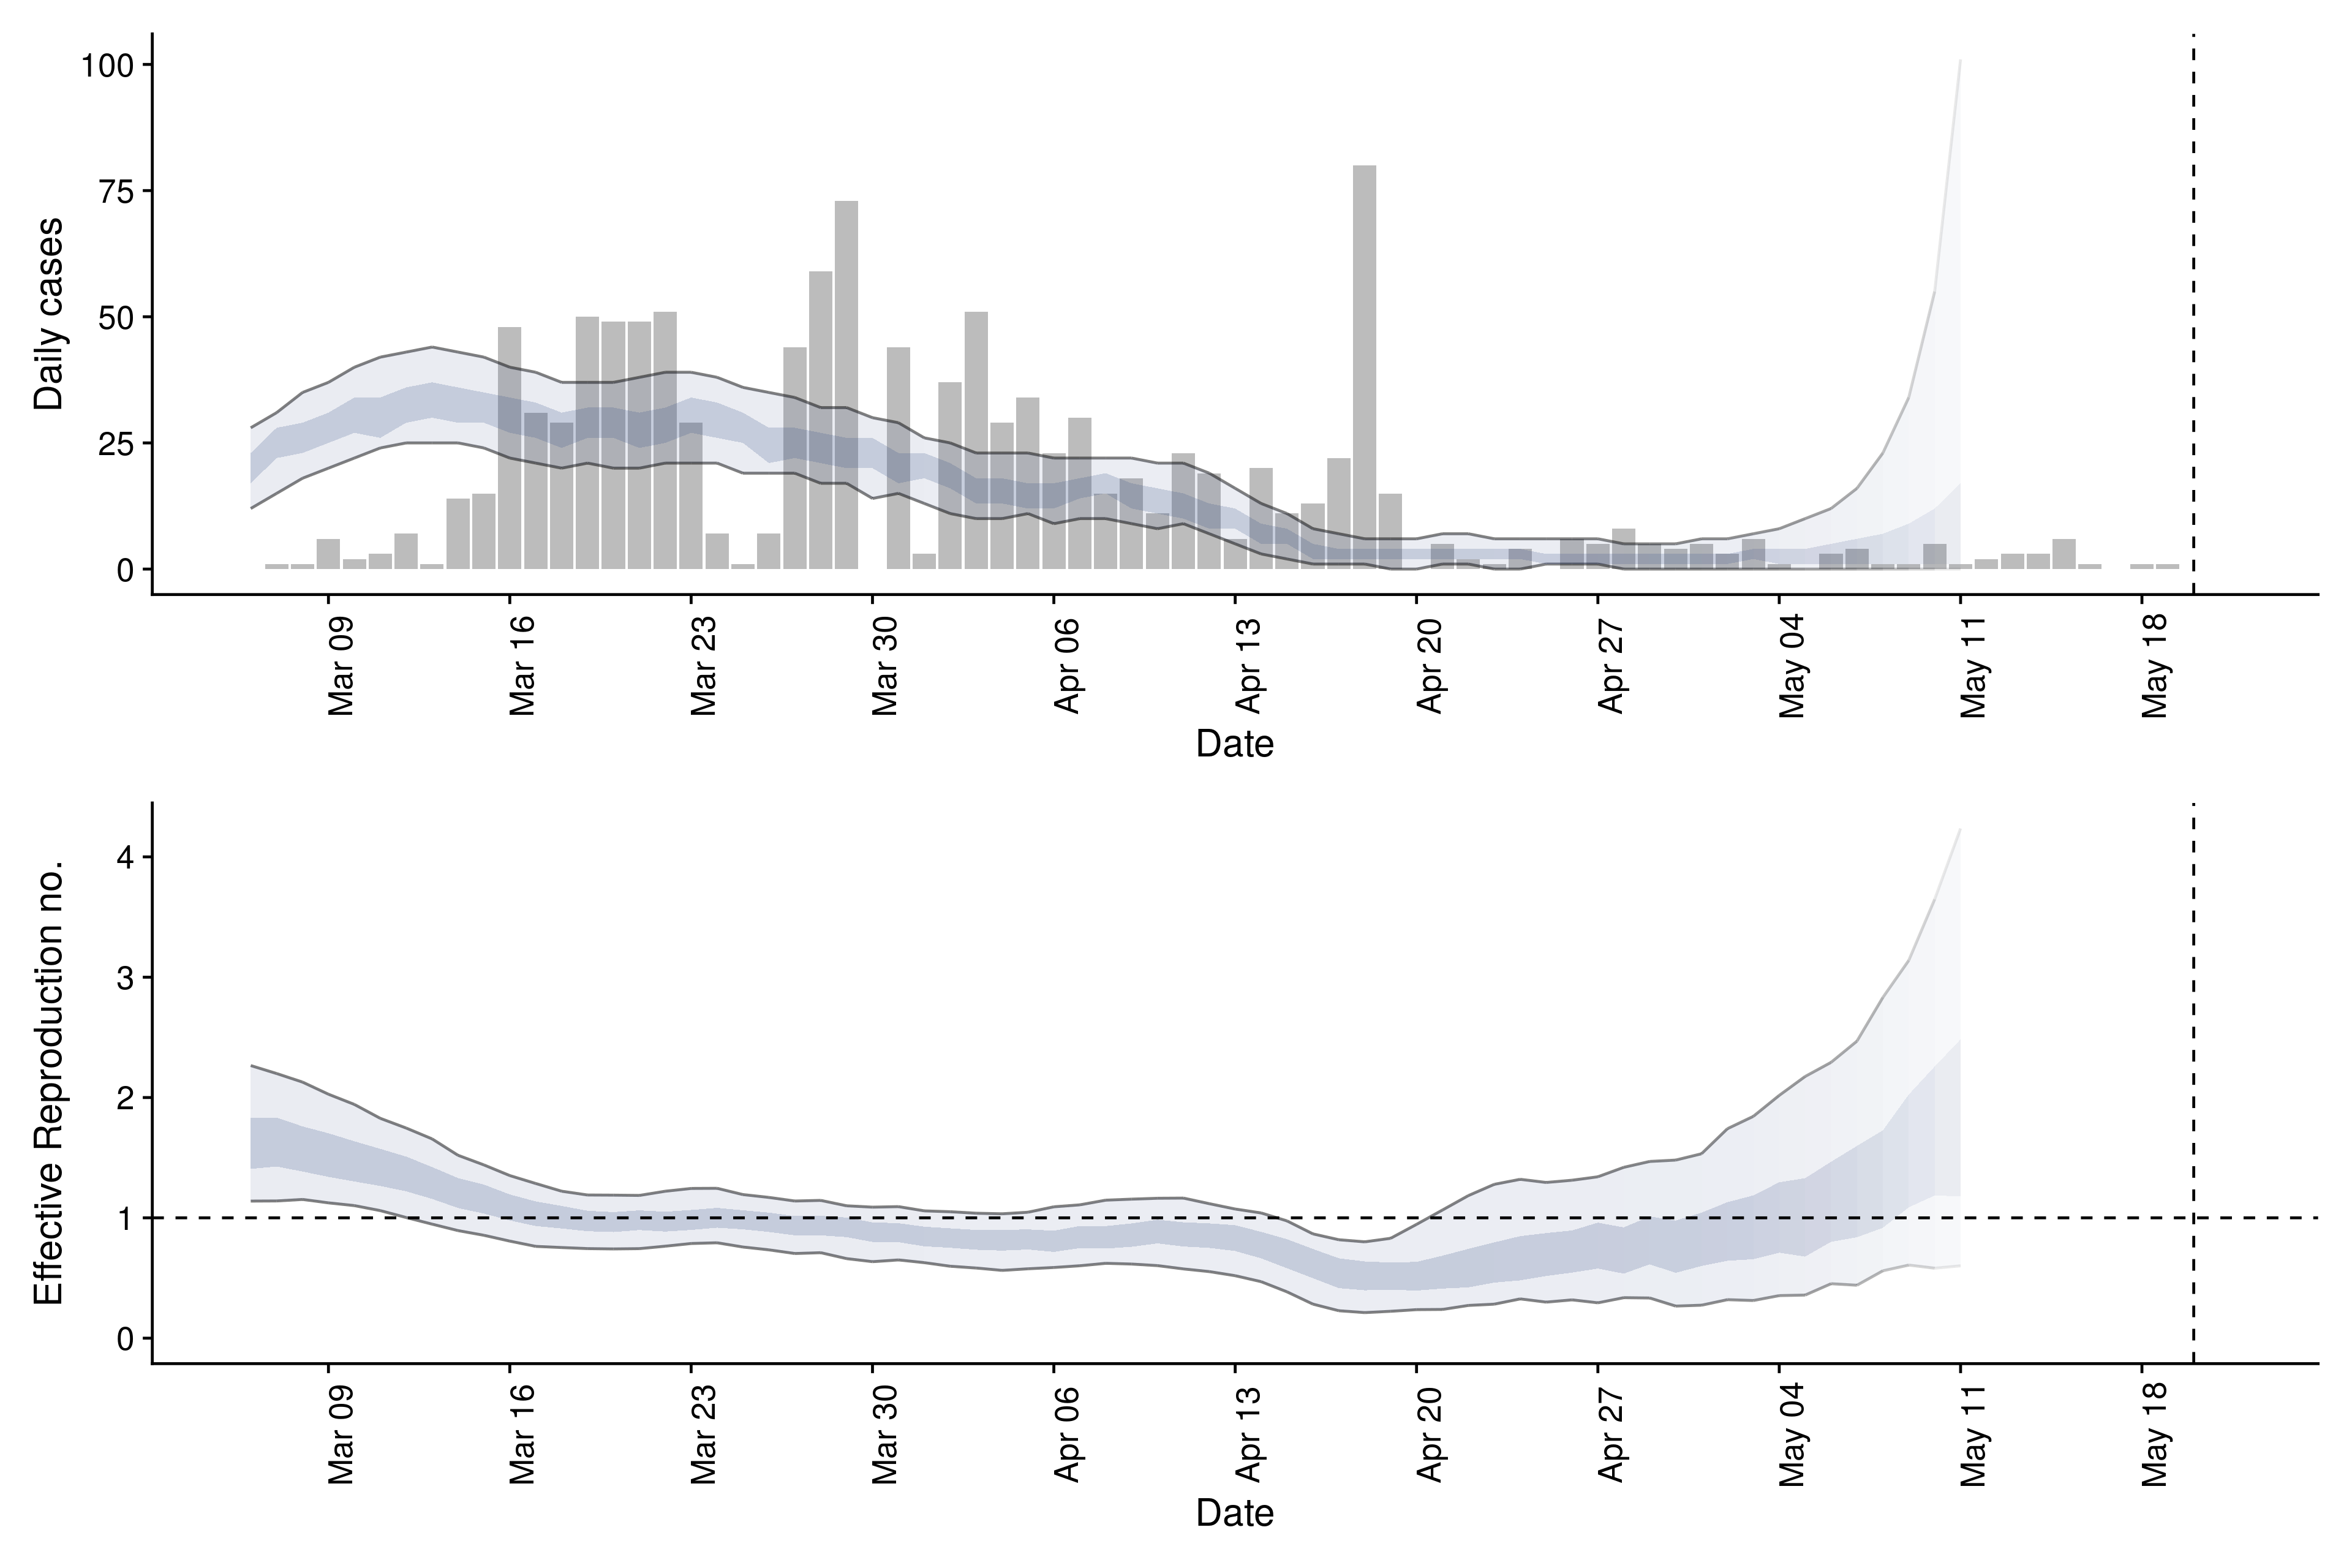 Daily cases
100
75
50
25
0
Mar 09
Mar 16
Mar 23
Mar 30
Apr 06
Apr 13
Apr 20
Apr 27
May 04
May 11
May 18
Date
Effective Reproduction no.
4
3
2
1
0
Mar 09
Mar 16
Mar 23
Mar 30
Apr 06
Apr 13
Apr 20
Apr 27
May 04
May 11
May 18
Date